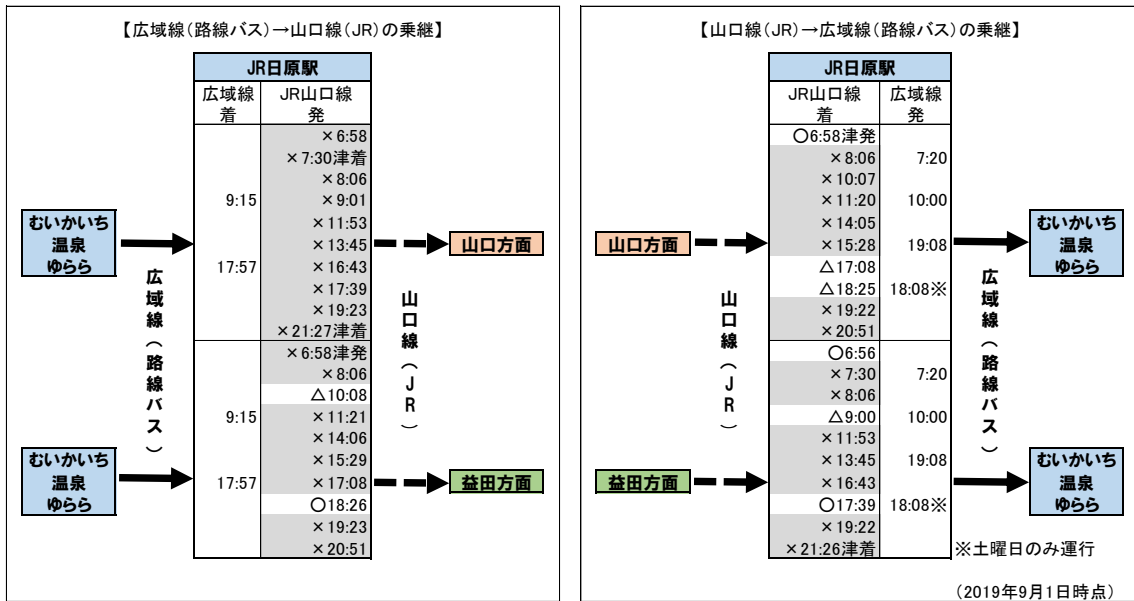 【広域線(路線バス)→山口線(JR)の乗継】
JR日原駅
広域線着
JR山口線発
×6:58
×7:30津着
×8:06
9:15
×9:01
×11:53
×13:45
17:57
×16:43
×17:39
×19:23
×21:27津着
×6:58津発
×8:06
△10:08
9:15
×11:21
×14:06
×15:29
17:57
×17:08
○18:26
×19:23
×20:51
むいかいち
温泉
ゆらら
広域線(路線バス)
むいかいち
温泉
ゆらら
山口方面
山口線(JR)
益田方面
【山口線(JR)→広域線(路線バス)の乗継】
山口方面
山口線(JR)
益田方面
JR日原駅
JR山口線着
広域線発
○6:58津発
×8:06
7:20
×10:07
×11:20
10:00
×14:05
×15:28
19:08
△17:08
△18:25
18:08※
×19:22
×20:51
○6:56
×7:30
7:20
×8:06
△9:00
10:00
×11:53
×13:45
19:08
×16:43
○17:39
18:08※
×19:22
×21:26津着
むいかいち
温泉
ゆらら
広域線(路線バス)
むいかいち
温泉
ゆらら
※土曜日のみ運行
(2019年9月1日時点)